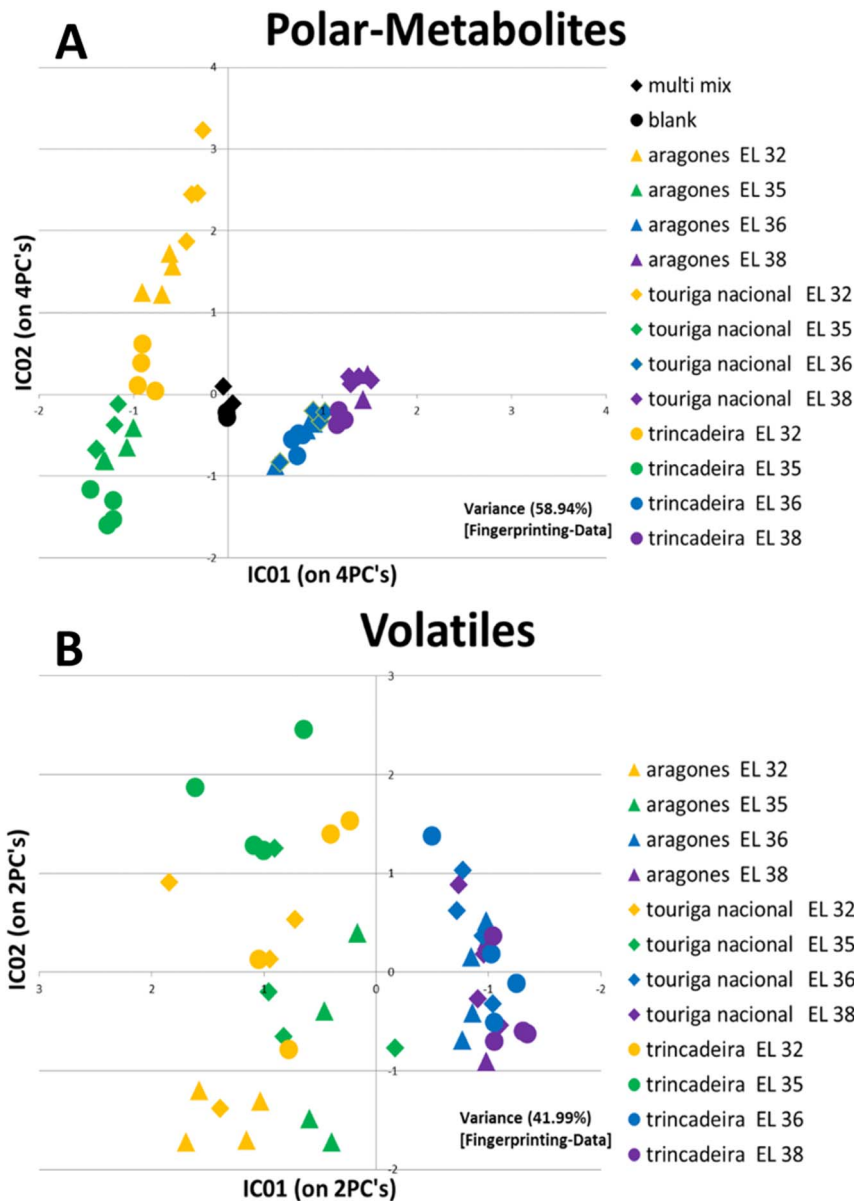 A
Polar-Metabolites
4
3
2
1
0
-2
-1
2
3
4
-1
-2
IC02 (on 4PC's)
IC01 (on 4PC's)
Variance (58.94%)
[Fingerprinting-Data]
multi mix
blank
aragones EL 32
aragones EL 35
aragones EL 36
aragones EL 38
touriga nacional EL 32
touriga nacional EL 35
touriga nacional EL 36
touriga nacional EL 38
trincadeira EL 32
trincadeira EL 35
trincadeira EL 36
trincadeira EL 38
B
Volatiles
3
2
1
0
3
2
1
0
-1
-2
-1
-2
IC02 (on 2PC's)
IC01 (on 2PC's)
Variance (41.99%)
[Fingerprinting-Data]
aragones EL 32
aragones EL 35
aragones EL 36
aragones EL 38
touriga nacional EL 32
touriga nacional EL 35
touriga nacional EL 36
touriga nacional EL 38
trincadeira EL 32
trincadeira EL 35
trincadeira EL 36
trincadeira EL 38